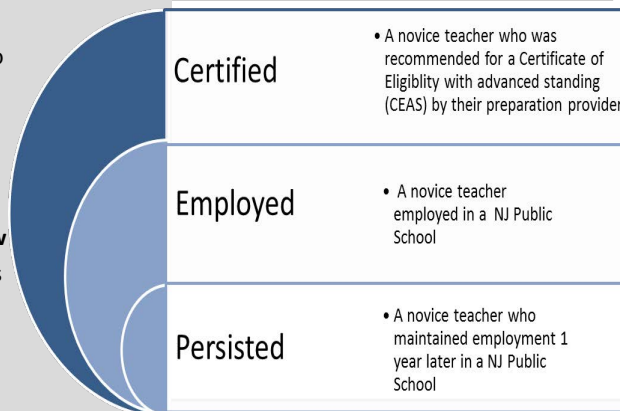 Certified
• A novice teacher who was
recommended for a Certificate of
Eligiblity with advanced standing
(CEAS) by their preparation provider
Employed
• A novice teacher
employed in a NJ Public
School
Persisted
• A novice teacher who
maintained employment 1
year later in a NJ Public
School